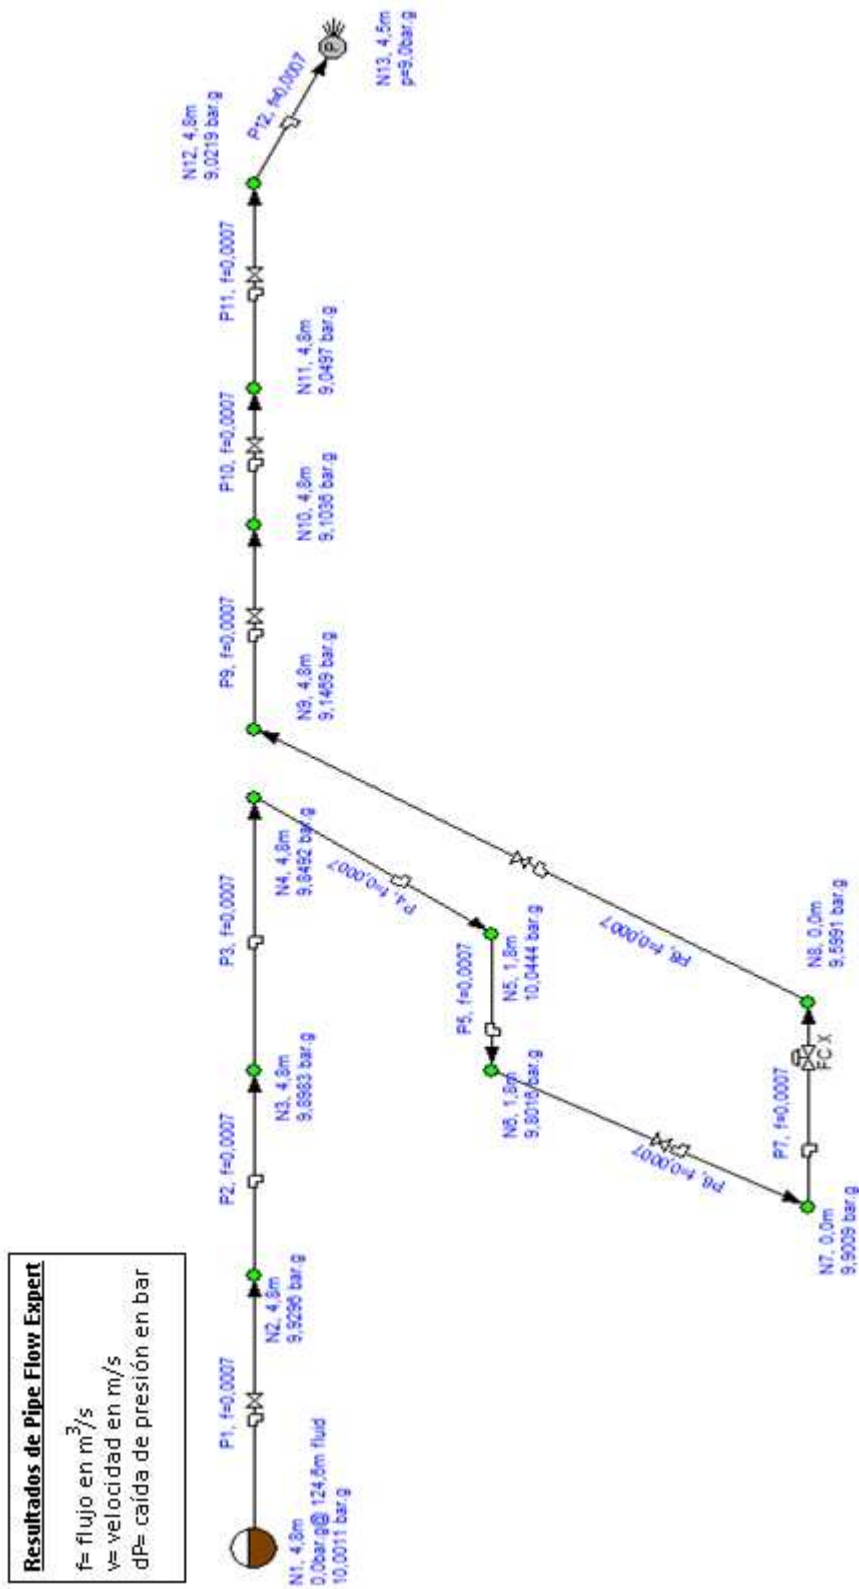 Resultados de Pipe Flow Expert
f= flujo en m³/s
v= velocidad en m/s
dP= caída de presión en bar
N1, 4,8m
0,0bar.g@ 124,6m fluid
10,0011 bar.g
P1, f=0,0007
N2, 4,8m
9,9296 bar.g
P2, f=0,0007
N3, 4,8m
9,8983 bar.g
P3, f=0,0007
N4, 4,8m
9,8492 bar.g
P4, f=0,0007
N5, 1,8m
10,0444 bar.g
P5, f=0,0007
N6, 1,8m
9,8016 bar.g
P6, f=0,0007
N7, 0,0m
9,9009 bar.g
P7, f=0,0007
FC X
N8, 0,0m
9,5991 bar.g
P8, f=0,0007
N9, 4,8m
9,1469 bar.g
P9, f=0,0007
N10, 4,8m
9,1036 bar.g
P10, f=0,0007
N11, 4,8m
9,0497 bar.g
P11, f=0,0007
N12, 4,8m
9,0219 bar.g
P12, f=0,0007
P
N13, 4,5m
p=9,0bar.g